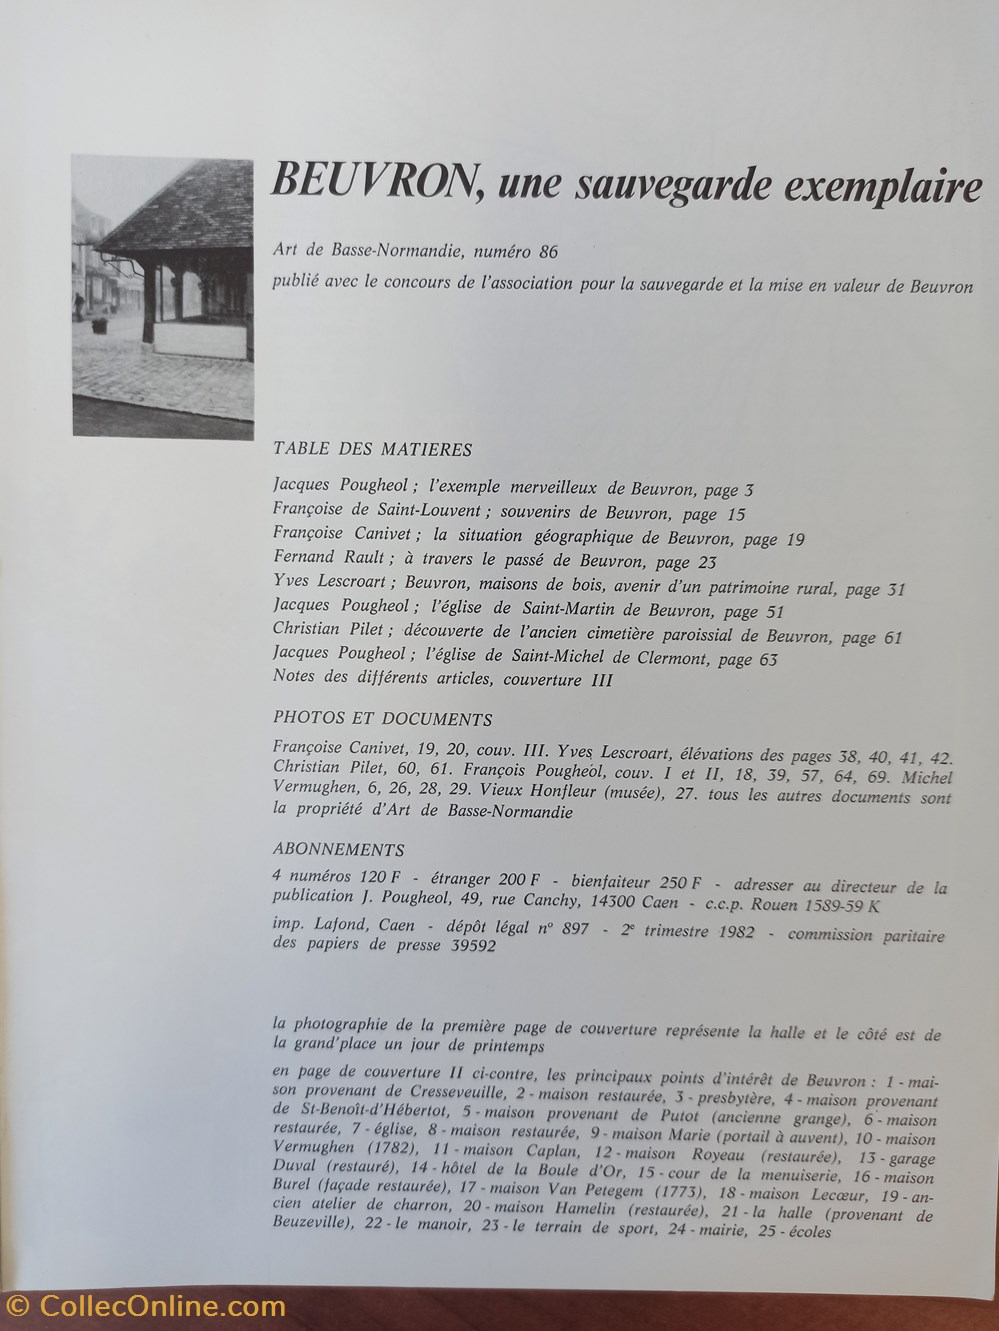 BEUVRON, une sauvegarde exemplaire
Art de Basse-Normandie, numéro 86
publié avec le concours de l'association pour la sauvegarde et la mise en valeur de Beuvron
TABLE DES MATIERES
Jacques Pougheol ; l'exemple merveilleux de Beuvron, page 3
Françoise de Saint-Louvent ; souvenirs de Beuvron, page 15
Françoise Canivet ; la situation géographique de Beuvron, page 19
Fernand Rault ; à travers le passé de Beuvron, page 23
Yves Lescroart ; Beuvron, maisons de bois, avenir d'un patrimoine rural, page 31
Jacques Pougheol ; l'église de Saint-Martin de Beuvron, page 51
Christian Pilet ; découverte de l'ancien cimetière paroissial de Beuvron, page 61
Jacques Pougheol ; l'église de Saint-Michel de Clermont, page 63
Notes des différents articles, couverture III
PHOTOS ET DOCUMENTS
Françoise Canivet, 19, 20, couv. III. Yves Lescroart, élévations des pages 38, 40, 41, 42.
Christian Pilet, 60, 61. François Pougheol, couv. I et II, 18, 39, 57, 64, 69. Michel
Vermughen, 6, 26, 28, 29. Vieux Honfleur (musée), 27. tous les autres documents sont
la propriété d'Art de Basse-Normandie
ABONNEMENTS
4 numéros 120 F - étranger 200 F - bienfaiteur 250 F - adresser au directeur de la
publication J. Pougheol, 49, rue Canchy, 14300 Caen - c.c.p. Rouen 1589-59 K
imp. Lafond, Caen - dépôt légal n° 897 - 2e trimestre 1982 - commission paritaire
des papiers de presse 39592
la photographie de la première page de couverture représente la halle et le côté est de
la grand'place un jour de printemps
en page de couverture II ci-contre, les principaux points d'intérêt de Beuvron : 1 - mai-
son provenant de Cresseveuille, 2 - maison restaurée, 3 - presbytère, 4 - maison provenant
de St-Benoît-d'Hébertot, 5 - maison provenant de Putot (ancienne grange), 6 - maison
restaurée, 7 - église, 8 - maison restaurée, 9 - maison Marie (portail à auvent), 10 - maison
Vermughen (1782), 11 - maison Caplan, 12 - maison Royeau (restaurée), 13 - garage
Duval (restauré), 14 - hôtel de la Boule d'Or, 15 - cour de la menuiserie, 16 - maison
Burel (façade restaurée), 17 - maison Van Petegem (1773), 18 - maison Lecœur, 19 - an-
cien atelier de charron, 20 - maison Hamelin (restaurée), 21 - la halle (provenant de
Beuzeville), 22 - le manoir, 23 - le terrain de sport, 24 - mairie, 25 - écoles
© CollecOnline.com